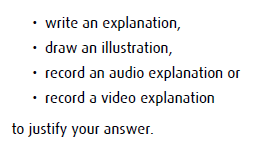 • write an explanation,
• draw an illustration,
• record an audio explanation or
• record a video explanation
to justify your answer.